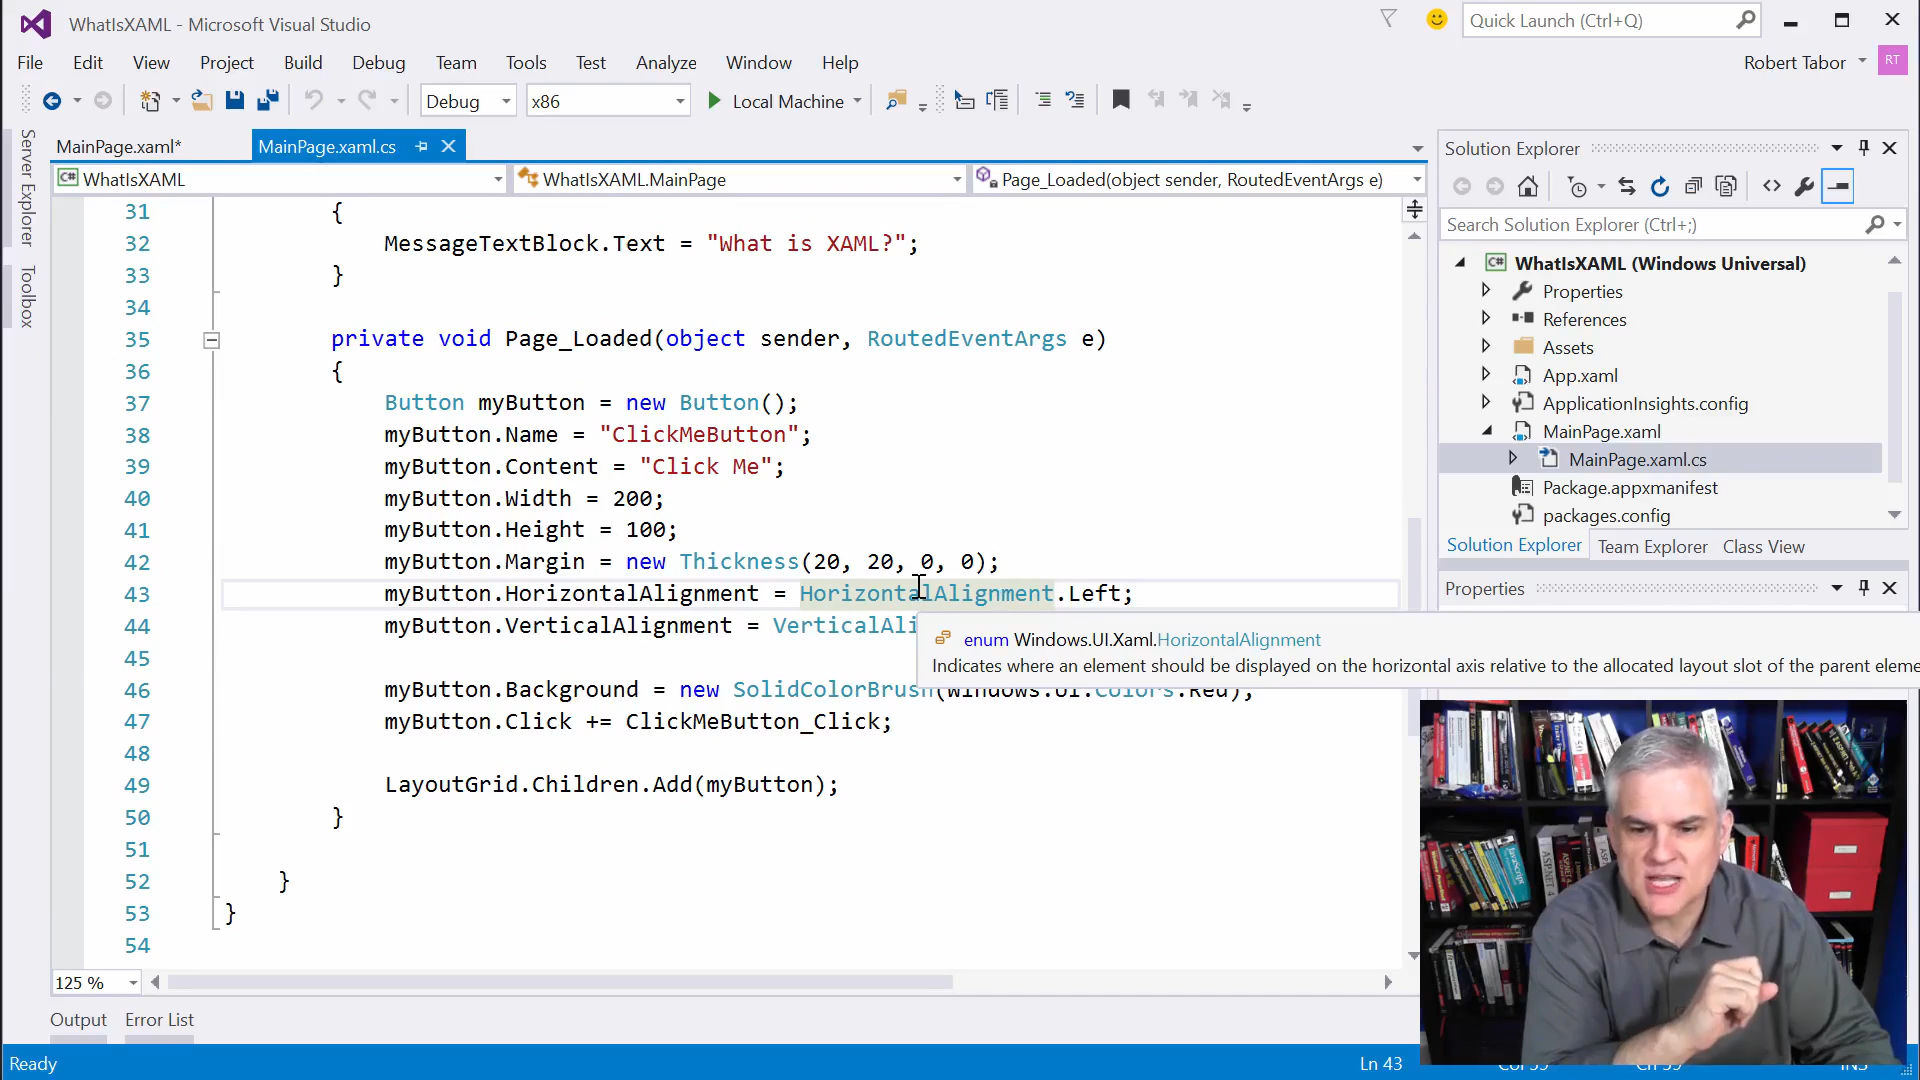 WhatIsXAML - Microsoft Visual Studio
Quick Launch (Ctrl+Q)
File Edit View Project Build Debug Team Tools Test Analyze Window Help
Robert Tabor RT
Debug x86 Local Machine
Server Explorer
Toolbox
MainPage.xaml* MainPage.xaml.cs
WhatIsXAML WhatIsXAML.MainPage Page_Loaded(object sender, RoutedEventArgs e)
31 {
32 MessageTextBlock.Text = "What is XAML?";
33 }
34
35 private void Page_Loaded(object sender, RoutedEventArgs e)
36 {
37 Button myButton = new Button();
38 myButton.Name = "ClickMeButton";
39 myButton.Content = "Click Me";
40 myButton.Width = 200;
41 myButton.Height = 100;
42 myButton.Margin = new Thickness(20, 20, 0, 0);
43 myButton.HorizontalAlignment = HorizontalAlignment.Left;
44 myButton.VerticalAlignment = VerticalAli
enum Windows.UI.Xaml.HorizontalAlignment
Indicates where an element should be displayed on the horizontal axis relative to the allocated layout slot of the parent eleme
45
46 myButton.Background = new SolidColorBrush(Windows.UI.Colors.Red);
47 myButton.Click += ClickMeButton_Click;
48
49 LayoutGrid.Children.Add(myButton);
50 }
51
52 }
53 }
54
125 %
Solution Explorer
Search Solution Explorer (Ctrl+;)
WhatIsXAML (Windows Universal)
Properties
References
Assets
App.xaml
ApplicationInsights.config
MainPage.xaml
MainPage.xaml.cs
Package.appxmanifest
packages.config
Solution Explorer Team Explorer Class View
Properties
Output Error List
Ready Ln 43